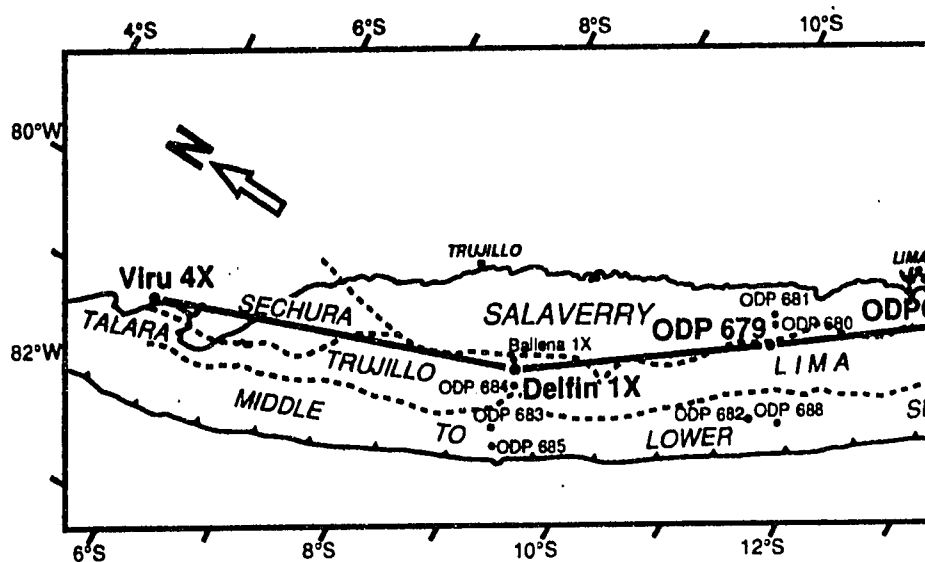 4°S 6°S 8°S 10°S
80°W
N
TRUJILLO
LIMA
Viru 4X
SECHURA
SALAVERRY
ODP 681
TALARA
ODP 679
ODP 680
ODP6
82°W
Ballena 1X
TRUJILLO
LIMA
ODP 684
Delfin 1X
MIDDLE
ODP 683
ODP 682
ODP 688
TO
ODP 685
LOWER
S
6°S 8°S 10°S 12°S